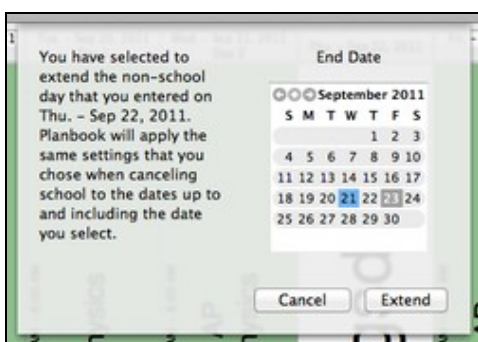 You have selected to
extend the non-school
day that you entered on
Thu. – Sep 22, 2011.
Planbook will apply the
same settings that you
chose when canceling
school to the dates up to
and including the date
you select.
End Date
September 2011
S M T W T F S
1 2 3
4 5 6 7 8 9 10
11 12 13 14 15 16 17
18 19 20 21 22 23 24
25 26 27 28 29 30
Cancel
Extend